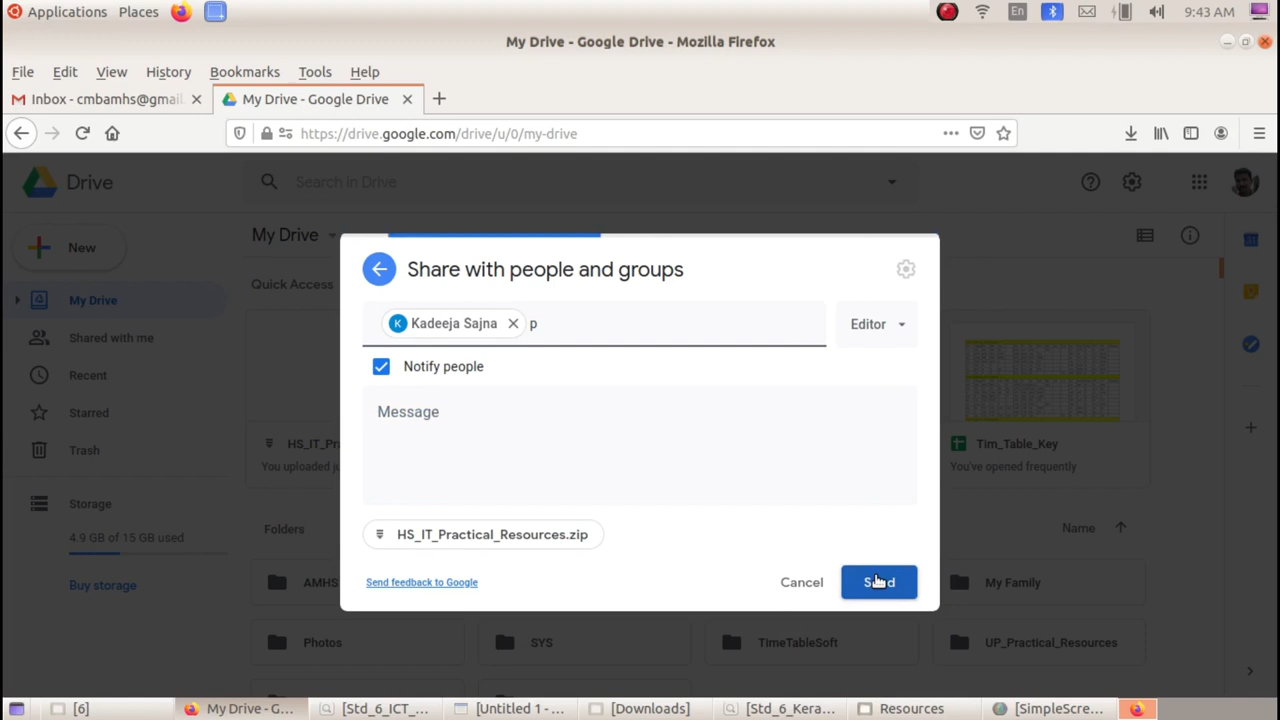 Applications Places En 9:43 AM
My Drive - Google Drive - Mozilla Firefox
File Edit View History Bookmarks Tools Help
Inbox - cmbamhs@gmail. My Drive - Google Drive
https://drive.google.com/drive/u/0/my-drive
Drive Search in Drive
New My Drive
Quick Access
My Drive
Shared with me
Recent
Starred
Trash
Storage
4.9 GB of 15 GB used
Buy storage
Share with people and groups
K Kadeeja Sajna p Editor
Notify people
Message
HS_IT_Practical_Resources.zip
Send feedback to Google Cancel Send
HS_IT_Pr Tim_Table_Key
You uploaded ju You've opened frequently
Folders Name
AMHS My Family
Photos SYS TimeTableSoft UP_Practical_Resources
[6] My Drive - G... [Std_6_ICT_... [Untitled 1 - ... [Downloads] [Std_6_Kera... Resources [SimpleScre...